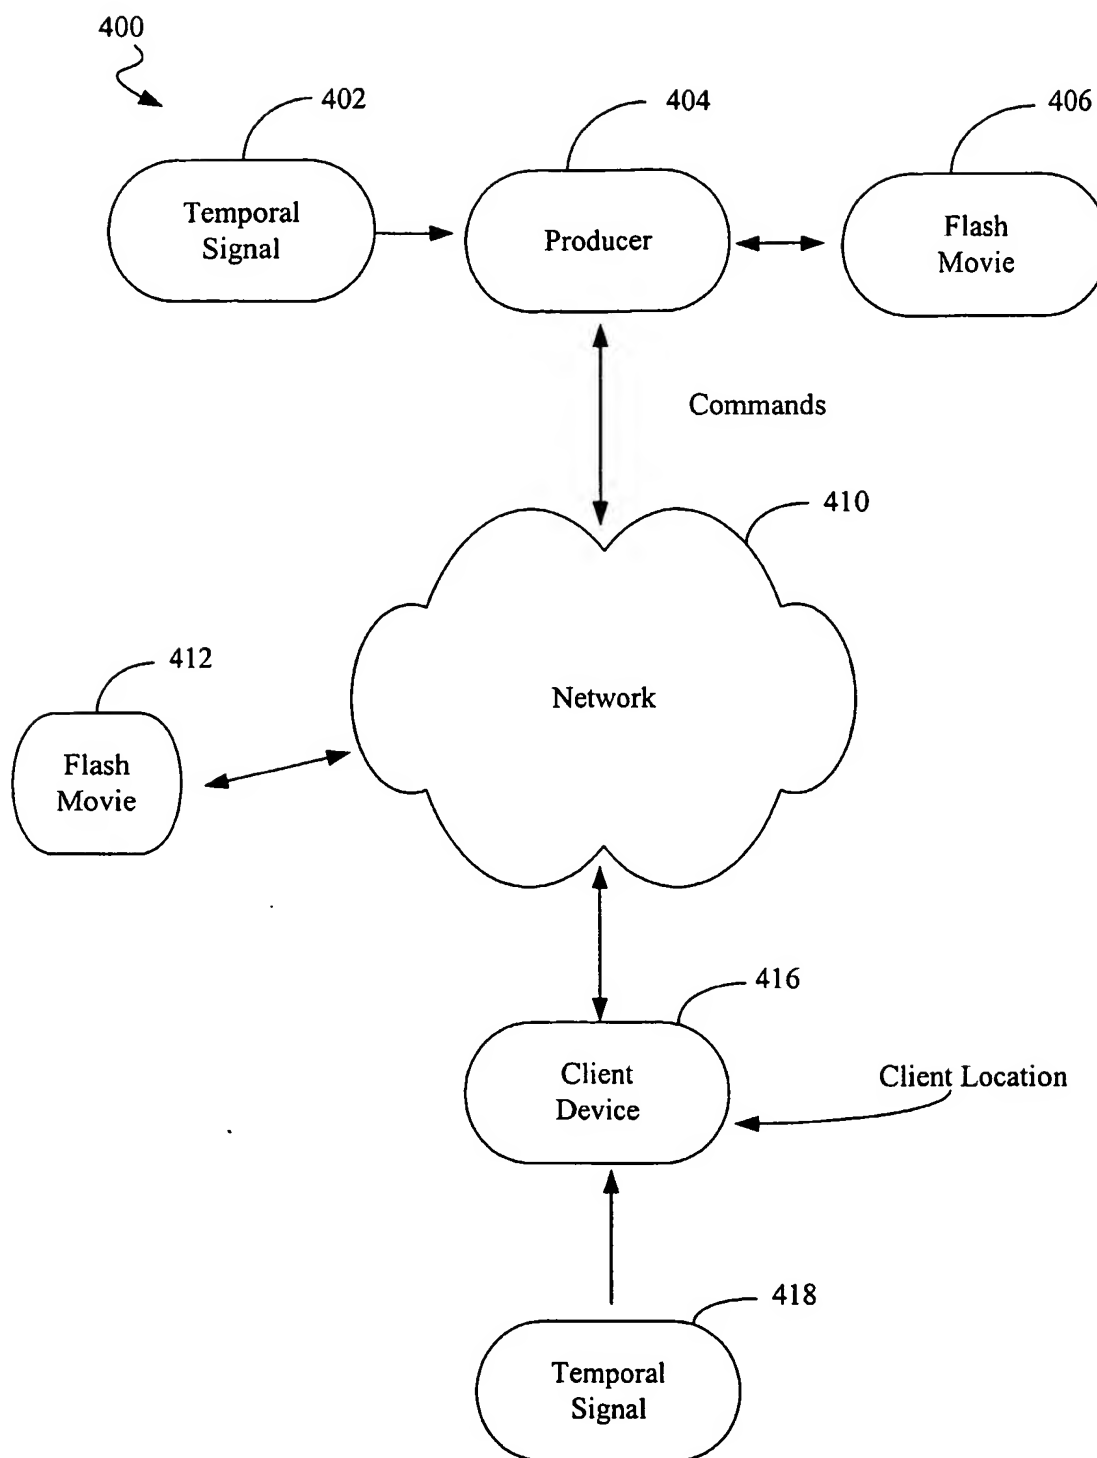 400
402
404
406
Temporal
Signal
Producer
Flash
Movie
Commands
410
412
Network
Flash
Movie
416
Client
Device
Client Location
418
Temporal
Signal